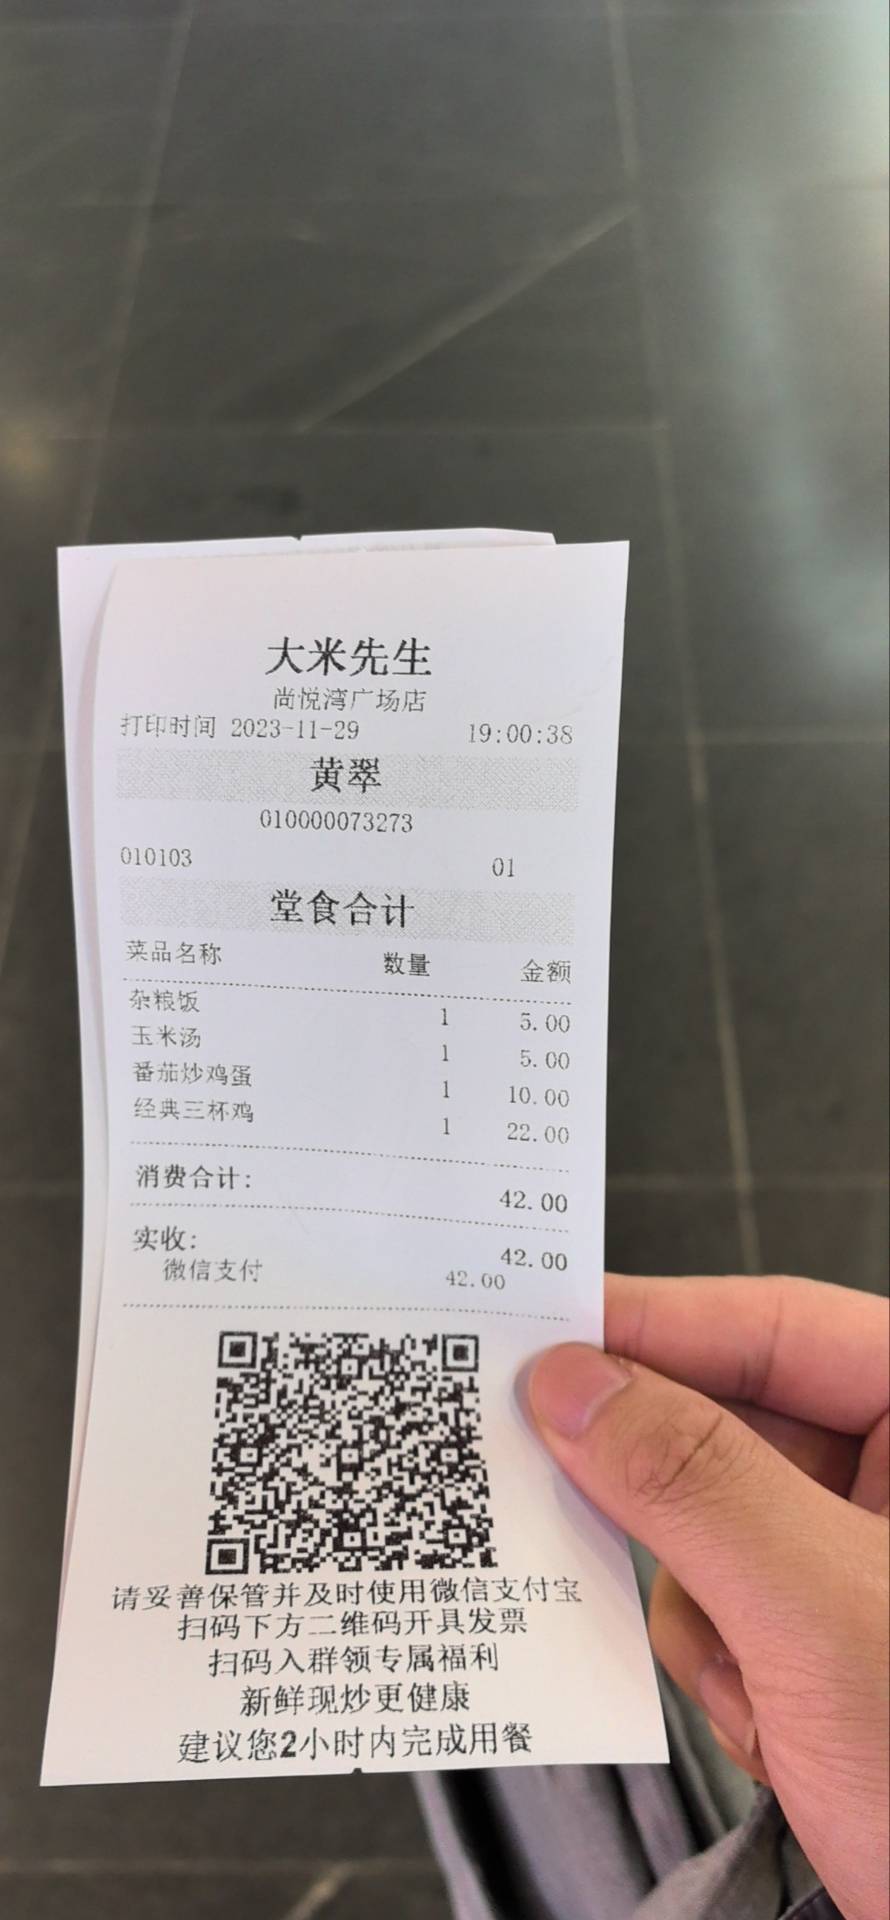 大米先生
尚悦湾广场店
打印时间 2023-11-29 19:00:38
黄翠
010000073273
010103 01
堂食合计
菜品名称 数量 金额
杂粮饭 1 5.00
玉米汤 1 5.00
番茄炒鸡蛋 1 10.00
经典三杯鸡 1 22.00
消费合计: 42.00
实收: 42.00
微信支付 42.00
请妥善保管并及时使用微信支付宝
扫码下方二维码开具发票
扫码入群领专属福利
新鲜现炒更健康
建议您2小时内完成用餐